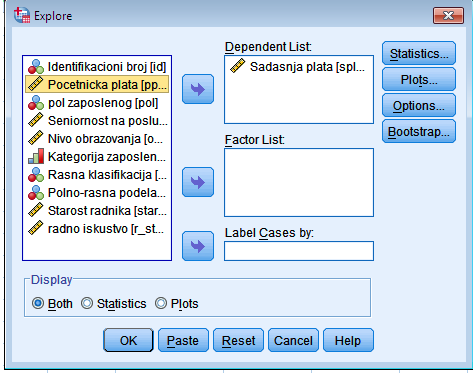 Explore
Dependent List:
Identifikacioni broj [id]
Pocetnicka plata [pp...
pol zaposlenog [pol]
Seniornost na poslu...
Nivo obrazovanja [o...
Kategorija zaposlen...
Rasna klasifikacija [...
Polno-rasna podela...
Starost radnika [star...
radno iskustvo [r_st...
Sadasnja plata [spl...
Factor List:
Label Cases by:
Statistics...
Plots...
Options...
Bootstrap...
Display
Both Statistics Plots
OK Paste Reset Cancel Help